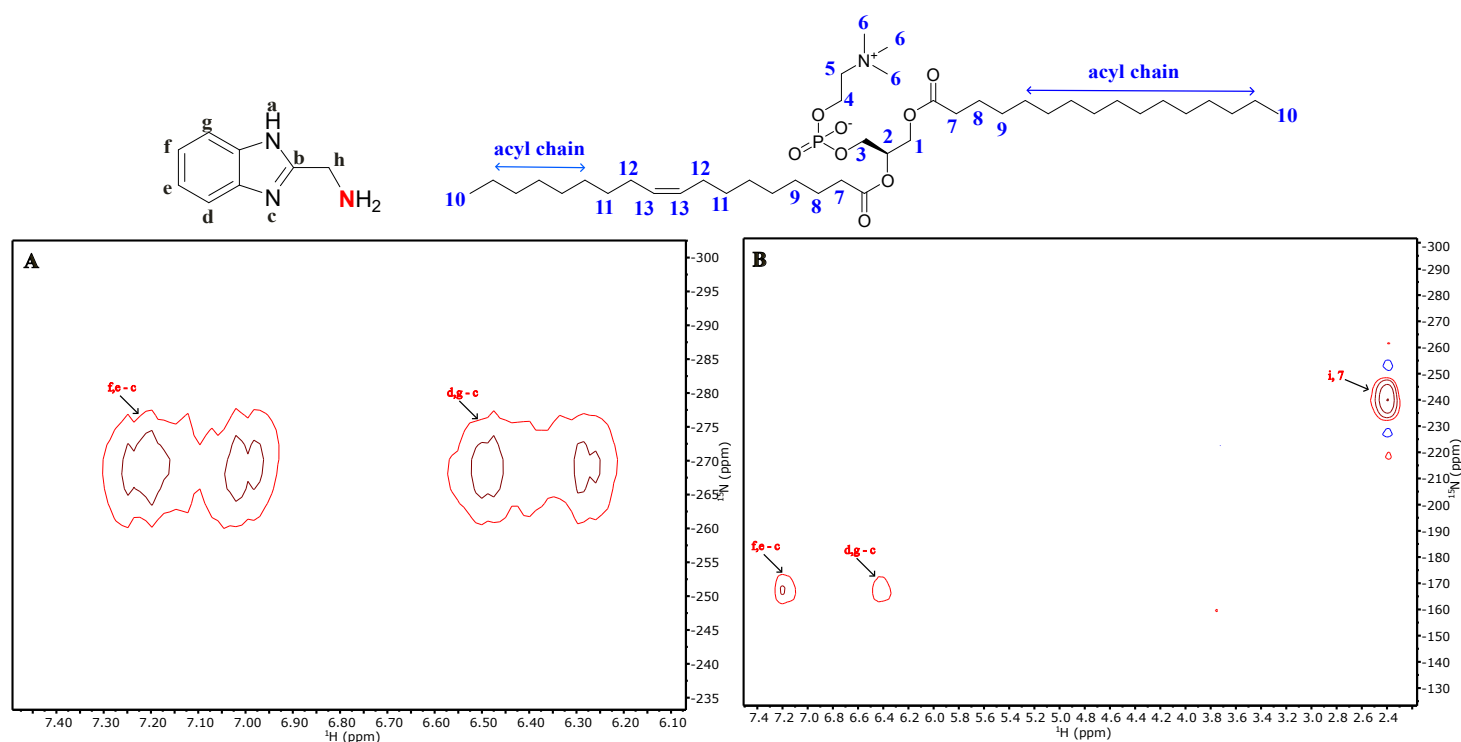 6
6
N+
6
5
4
O
O-
P
O
O
3
2
1
O
O
7
8
9
acyl chain
10
a
H
N
g
f
b
h
e
N
NH2
d
c
acyl chain
10
11
12
13
13
12
11
9
8
7
O
O
A
f,e - c
d,g - c
-300
-295
-290
-285
-280
-275
-270
-265
-260
-255
-250
-245
-240
-235
15N (ppm)
7.40 7.30 7.20 7.10 7.00 6.90 6.80 6.70 6.60 6.50 6.40 6.30 6.20 6.10
1H (ppm)
B
i, 7
f,e - c
d,g - c
-300
-290
-280
-270
-260
-250
-240
-230
-220
-210
-200
-190
-180
-170
-160
-150
-140
-130
15N (ppm)
7.4 7.2 7.0 6.8 6.6 6.4 6.2 6.0 5.8 5.6 5.4 5.2 5.0 4.8 4.6 4.4 4.2 4.0 3.8 3.6 3.4 3.2 3.0 2.8 2.6 2.4
1H (ppm)